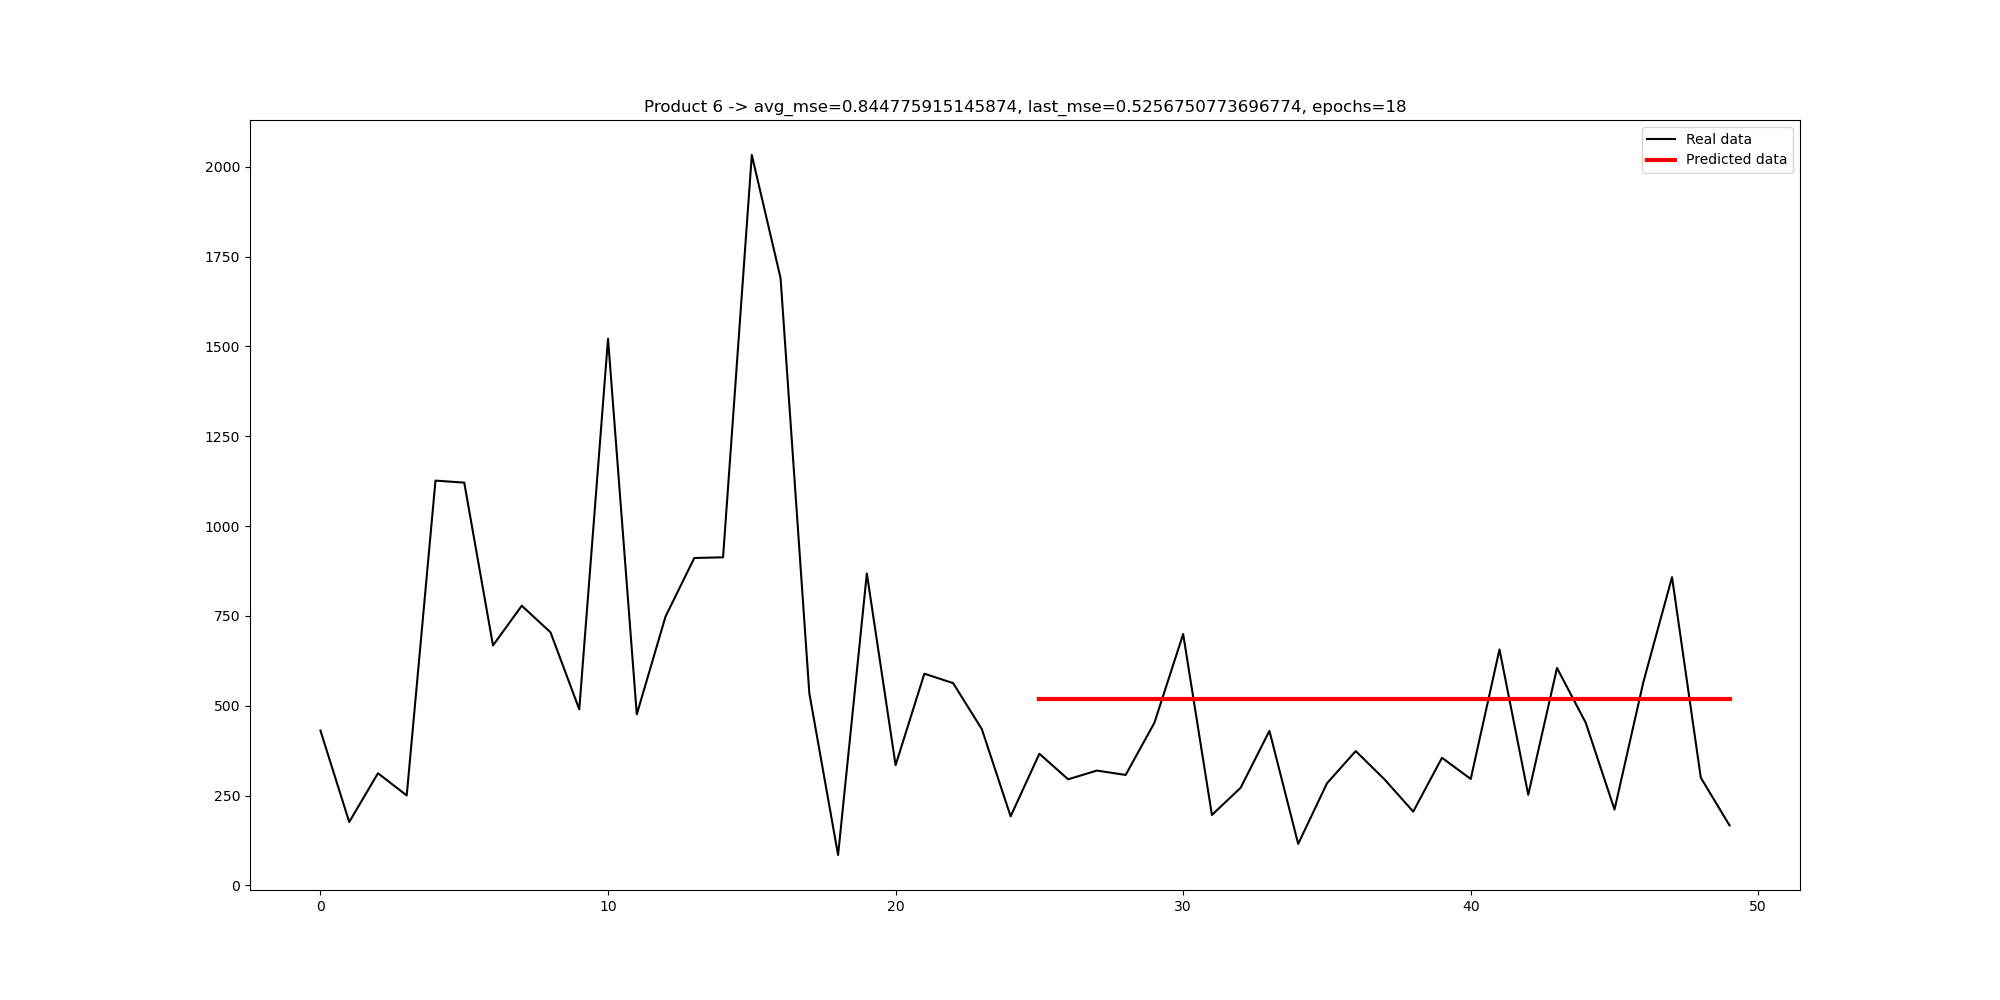 Product 6 -> avg_mse=0.844775915145874, last_mse=0.5256750773696774, epochs=18
Real data
Predicted data
2000
1750
1500
1250
1000
750
500
250
0
0 10 20 30 40 50